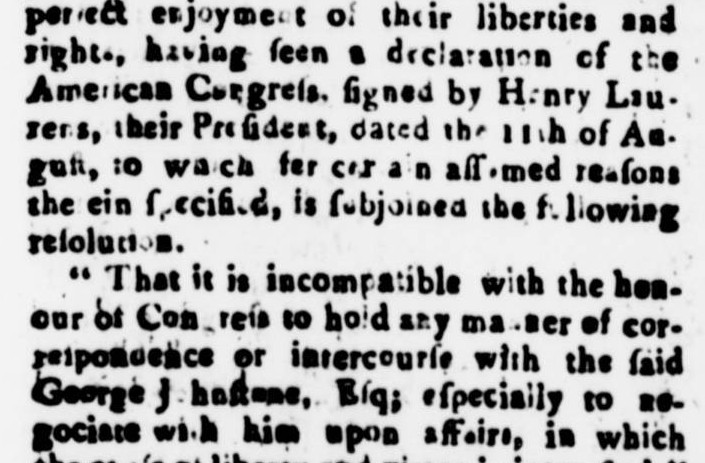 perfect enjoyment of their liberties and
rights, having ſeen a declaration of the
American Congreſs, ſigned by Henry Lau-
rens, their Preſident, dated the 11th of Au-
guſt, to which for certain aſſumed reaſons
therein ſpecified, is ſubjoined the following
reſolution.
“ That it is incompatible with the hon-
our of Congreſs to hold any manner of cor-
reſpondence or intercourſe with the ſaid
George Johnſtone, Eſq; eſpecially to ne-
gociate with him upon affairs, in which